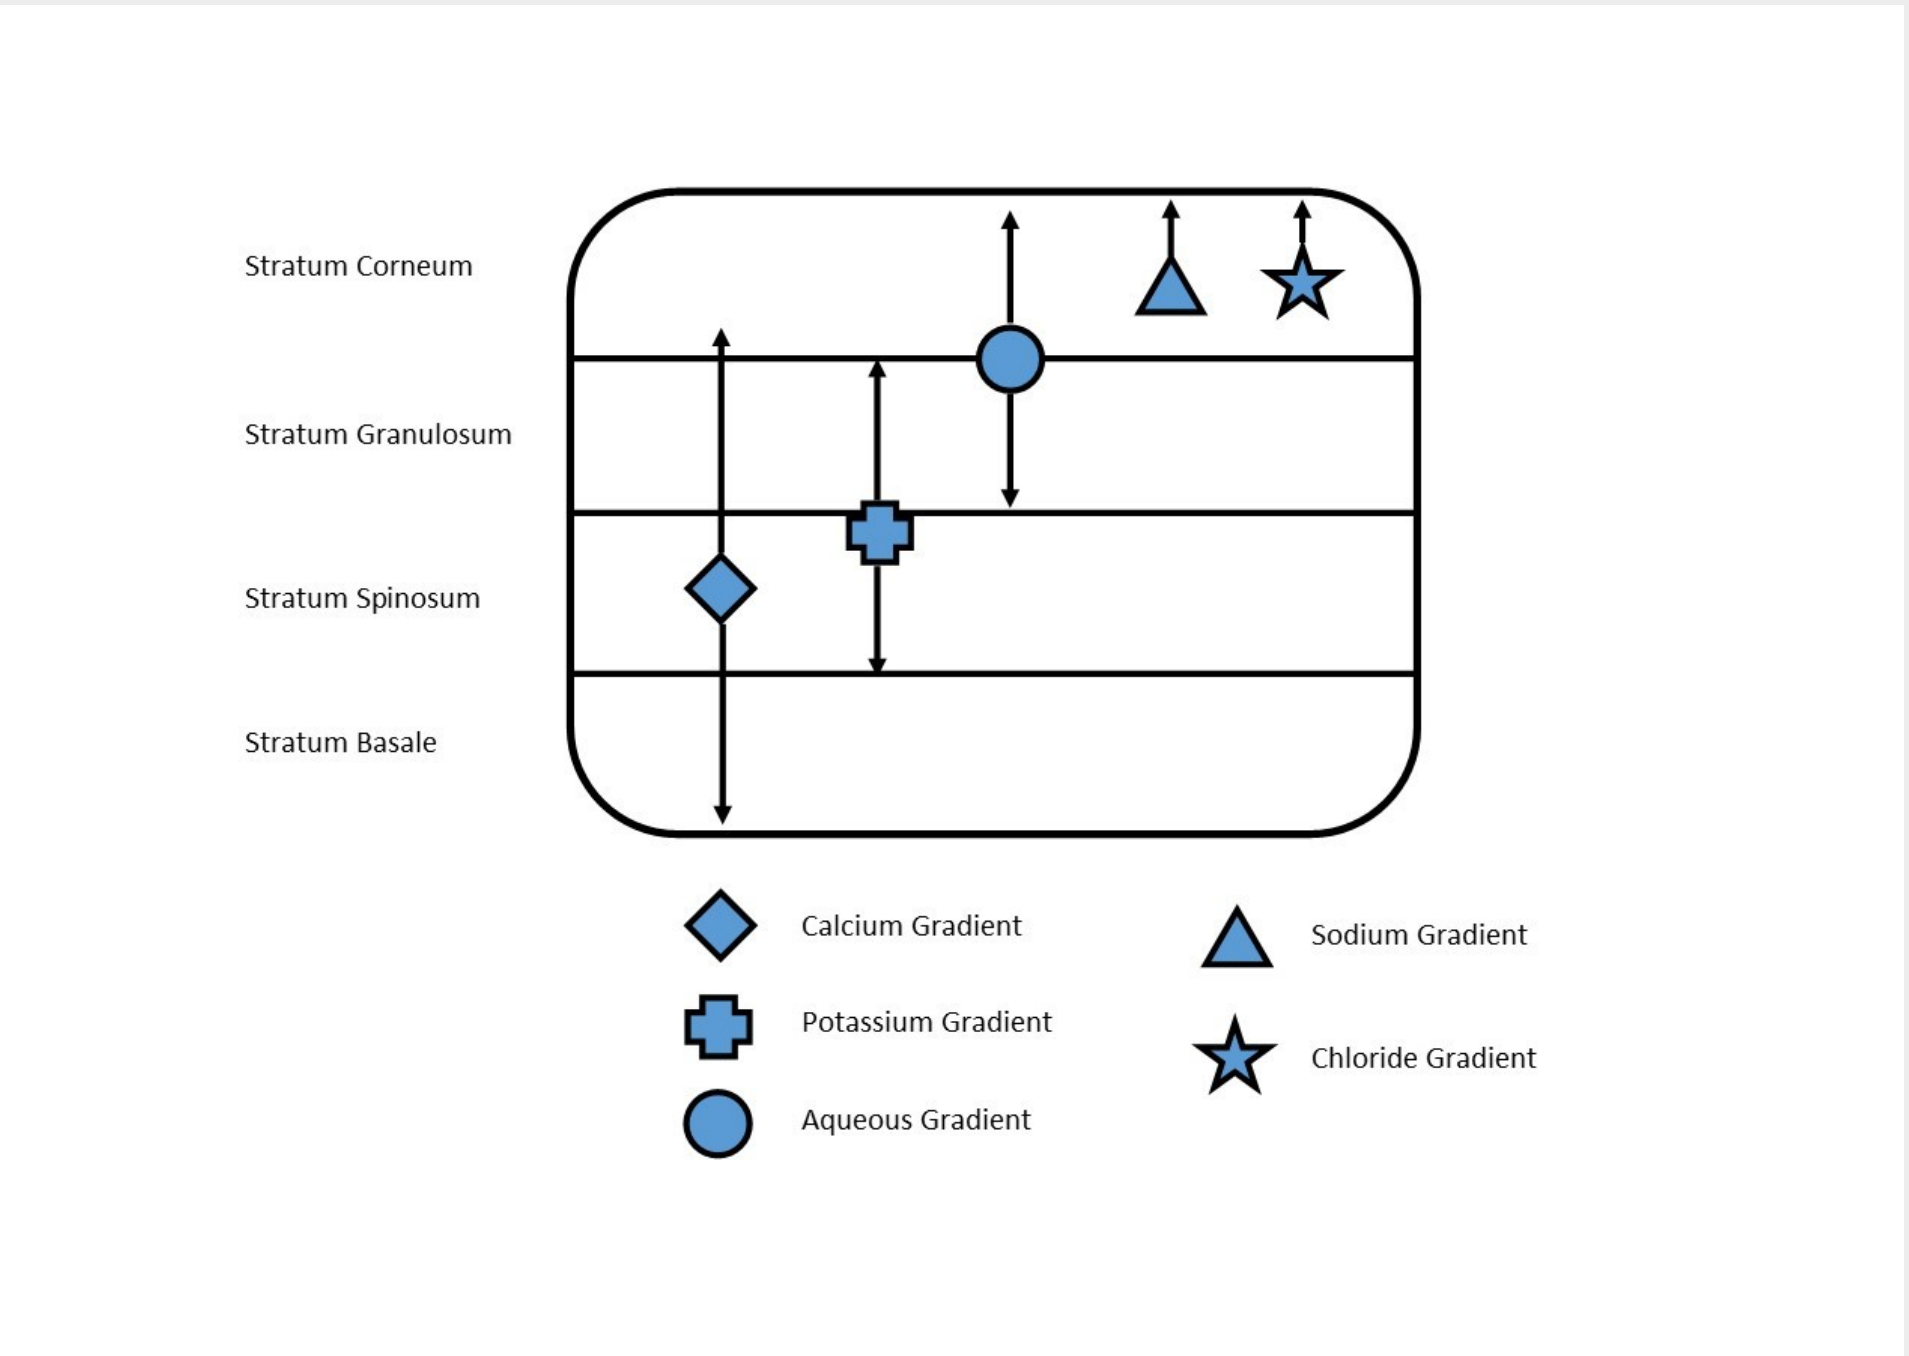 Stratum Corneum
Stratum Granulosum
Stratum Spinosum
Stratum Basale
Calcium Gradient
Potassium Gradient
Aqueous Gradient
Sodium Gradient
Chloride Gradient